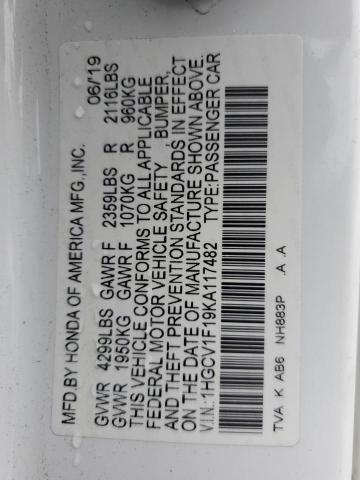 MFD.BY HONDA OF AMERICA MFG.,INC. 06/19
GVWR 4299LBS GAWR F 2359LBS R 2116LBS
GVWR 1950KG GAWR F 1070KG R 960KG
THIS VEHICLE CONFORMS TO ALL APPLICABLE
FEDERAL MOTOR VEHICLE SAFETY BUMPER,
AND THEFT PREVENTION STANDARDS IN EFFECT
ON THE DATE OF MANUFACTURE SHOWN ABOVE.
V.I.N.:1HGCV1F19KA117482 TYPE:PASSENGER CAR
TVA K AB6 NH883P .A .A